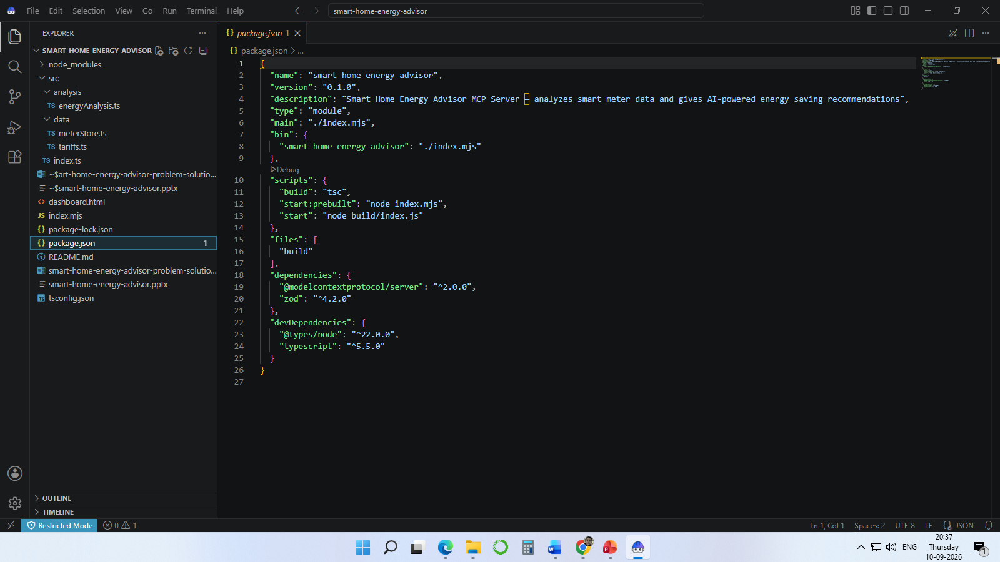 File Edit Selection View Go Run Terminal Help
smart-home-energy-advisor
EXPLORER
SMART-HOME-ENERGY-ADVISOR
node_modules
src
analysis
TS energyAnalysis.ts
data
TS meterStore.ts
TS tariffs.ts
TS index.ts
~$art-home-energy-advisor-problem-solutio...
~$smart-home-energy-advisor.pptx
dashboard.html
JS index.mjs
{} package-lock.json
{} package.json 1
README.md
smart-home-energy-advisor-problem-solutio...
smart-home-energy-advisor.pptx
TS tsconfig.json
OUTLINE
TIMELINE
{} package.json 1
{} package.json > ...
1 {
2 "name": "smart-home-energy-advisor",
3 "version": "0.1.0",
4 "description": "Smart Home Energy Advisor MCP Server – analyzes smart meter data and gives AI-powered energy saving recommendations",
5 "type": "module",
6 "main": "./index.mjs",
7 "bin": {
8 "smart-home-energy-advisor": "./index.mjs"
9 },
Debug
10 "scripts": {
11 "build": "tsc",
12 "start:prebuilt": "node index.mjs",
13 "start": "node build/index.js"
14 },
15 "files": [
16 "build"
17 ],
18 "dependencies": {
19 "@modelcontextprotocol/server": "^2.0.0",
20 "zod": "^4.2.0"
21 },
22 "devDependencies": {
23 "@types/node": "^22.0.0",
24 "typescript": "^5.5.0"
25 }
26 }
27
Restricted Mode 0 1
Ln 1, Col 1 Spaces: 2 UTF-8 LF {} JSON
ENG
20:37
Thursday
10-09-2026
1